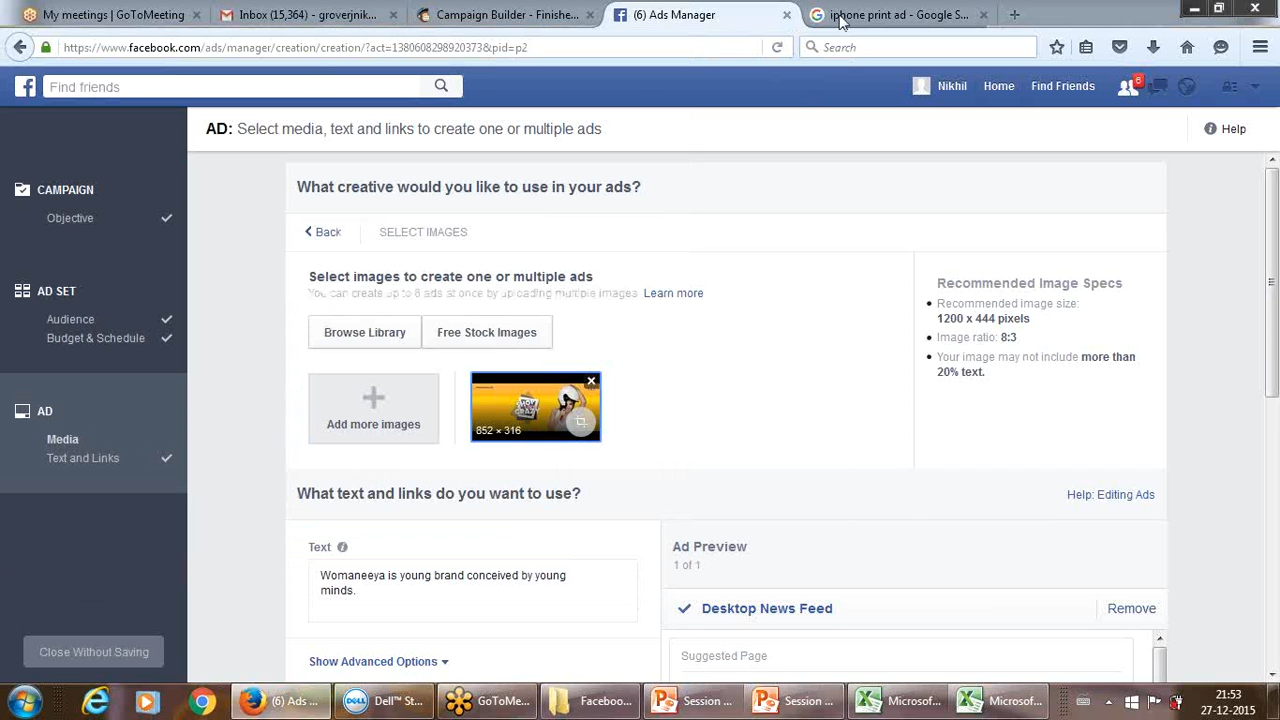 My meetings | GoToMeeting
Inbox (15,364) - groverjnik...
Campaign Builder - Finishe...
(6) Ads Manager
iphone print ad - Google S...
https://www.facebook.com/ads/manager/creation/creation/?act=1380608298920373&pid=p2
Search
Find friends
Nikhil
Home
Find Friends
6
AD: Select media, text and links to create one or multiple ads
Help
CAMPAIGN
Objective
AD SET
Audience
Budget & Schedule
AD
Media
Text and Links
Close Without Saving
What creative would you like to use in your ads?
Back
SELECT IMAGES
Select images to create one or multiple ads
You can create up to 6 ads at once by uploading multiple images. Learn more
Browse Library
Free Stock Images
Add more images
SHOP CRAZY
852 × 316
Recommended Image Specs
Recommended image size:
1200 x 444 pixels
Image ratio: 8:3
Your image may not include more than
20% text.
What text and links do you want to use?
Help: Editing Ads
Text
Womaneeya is young brand conceived by young
minds.
Show Advanced Options
Ad Preview
1 of 1
Desktop News Feed
Remove
Suggested Page
(6) Ads ...
Dell™ St...
GoToMe...
Faceboo...
Session ...
Session ...
Microsof...
Microsof...
21:53
27-12-2015